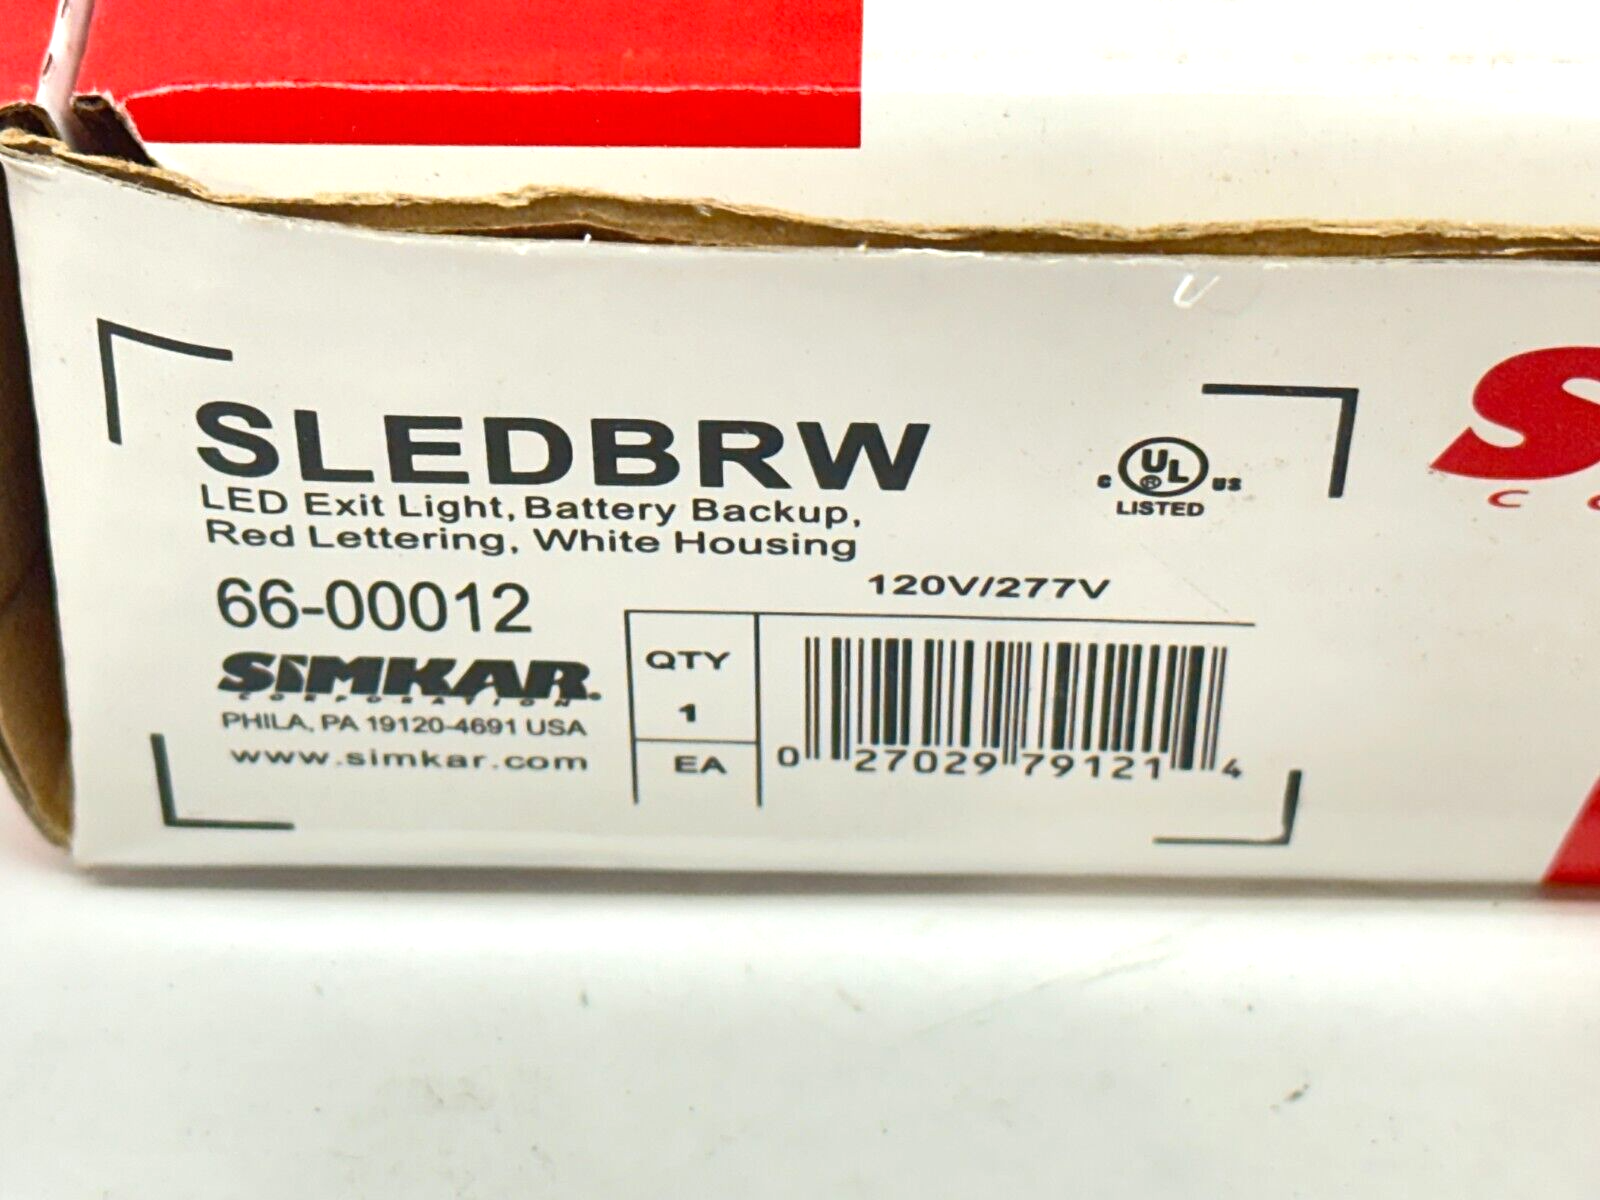 SLEDBRW
LED Exit Light, Battery Backup,
Red Lettering, White Housing
C UL ® US
LISTED
66-00012
120V/277V
SIMKAR®
CORPORATION
PHILA, PA 19120-4691 USA
www.simkar.com
QTY
1
EA
0 27029 79121 4
S
C